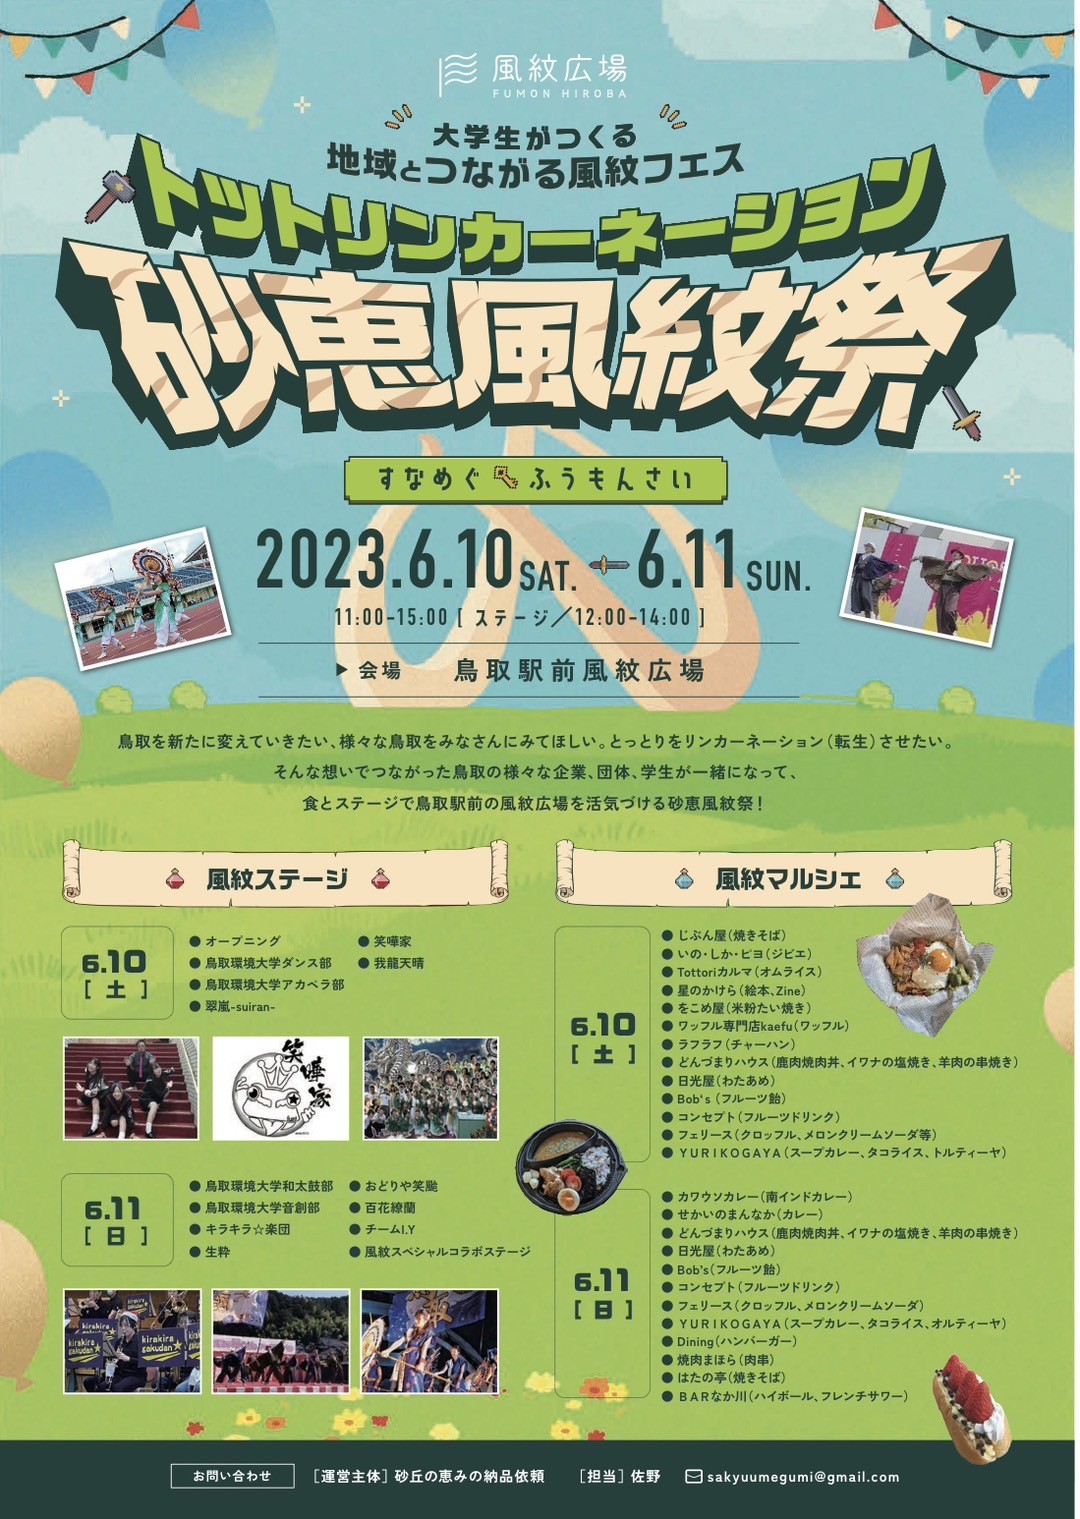 風紋広場
FUMON HIROBA
大学生がつくる
地域とつながる風紋フェス
トットリンカーネーション
砂恵風紋祭
すなめぐ ふうもんさい
2023.6.10 SAT. 6.11 SUN.
11:00-15:00 [ ステージ／12:00-14:00 ]
▶ 会場 鳥取駅前風紋広場
鳥取を新たに変えていきたい、様々な鳥取をみなさんにみてほしい。とっとりをリンカーネーション（転生）させたい。
そんな想いでつながった鳥取の様々な企業、団体、学生が一緒になって、
食とステージで鳥取駅前の風紋広場を活気づける砂恵風紋祭！
風紋ステージ
6.10
[ 土 ]
● オープニング
● 鳥取環境大学ダンス部
● 鳥取環境大学アカペラ部
● 翠嵐-suiran-
● 笑嘩家
● 我龍天晴
笑嘩家
6.11
[ 日 ]
● 鳥取環境大学和太鼓部
● 鳥取環境大学音創部
● キラキラ☆楽団
● 生粋
● おどりや笑颱
● 百花繚蘭
● チームI.Y
● 風紋スペシャルコラボステージ
kirakira
gakudan★
kirakira
gakudan★
風紋マルシェ
6.10
[ 土 ]
● じぶん屋（焼きそば）
● いの・しか・ピヨ（ジビエ）
● Tottoriカルマ（オムライス）
● 星のかけら（絵本、Zine）
● をこめ屋（米粉たい焼き）
● ワッフル専門店kaefu（ワッフル）
● ラフラフ（チャーハン）
● どんづまりハウス（鹿肉焼肉丼、イワナの塩焼き、羊肉の串焼き）
● 日光屋（わたあめ）
● Bob‘s（フルーツ飴）
● コンセプト（フルーツドリンク）
● フェリース（クロッフル、メロンクリームソーダ等）
● YURIKOGAYA（スープカレー、タコライス、トルティーヤ）
6.11
[ 日 ]
● カワウソカレー（南インドカレー）
● せかいのまんなか（カレー）
● どんづまりハウス（鹿肉焼肉丼、イワナの塩焼き、羊肉の串焼き）
● 日光屋（わたあめ）
● Bob's（フルーツ飴）
● コンセプト（フルーツドリンク）
● フェリース（クロッフル、メロンクリームソーダ）
● YURIKOGAYA（スープカレー、タコライス、オルティーヤ）
● Dining（ハンバーガー）
● 焼肉まほら（肉串）
● はたの亭（焼きそば）
● BARなか川（ハイボール、フレンチサワー）
お問い合わせ ［運営主体］砂丘の恵みの納品依頼 ［担当］佐野 sakyuumegumi@gmail.com